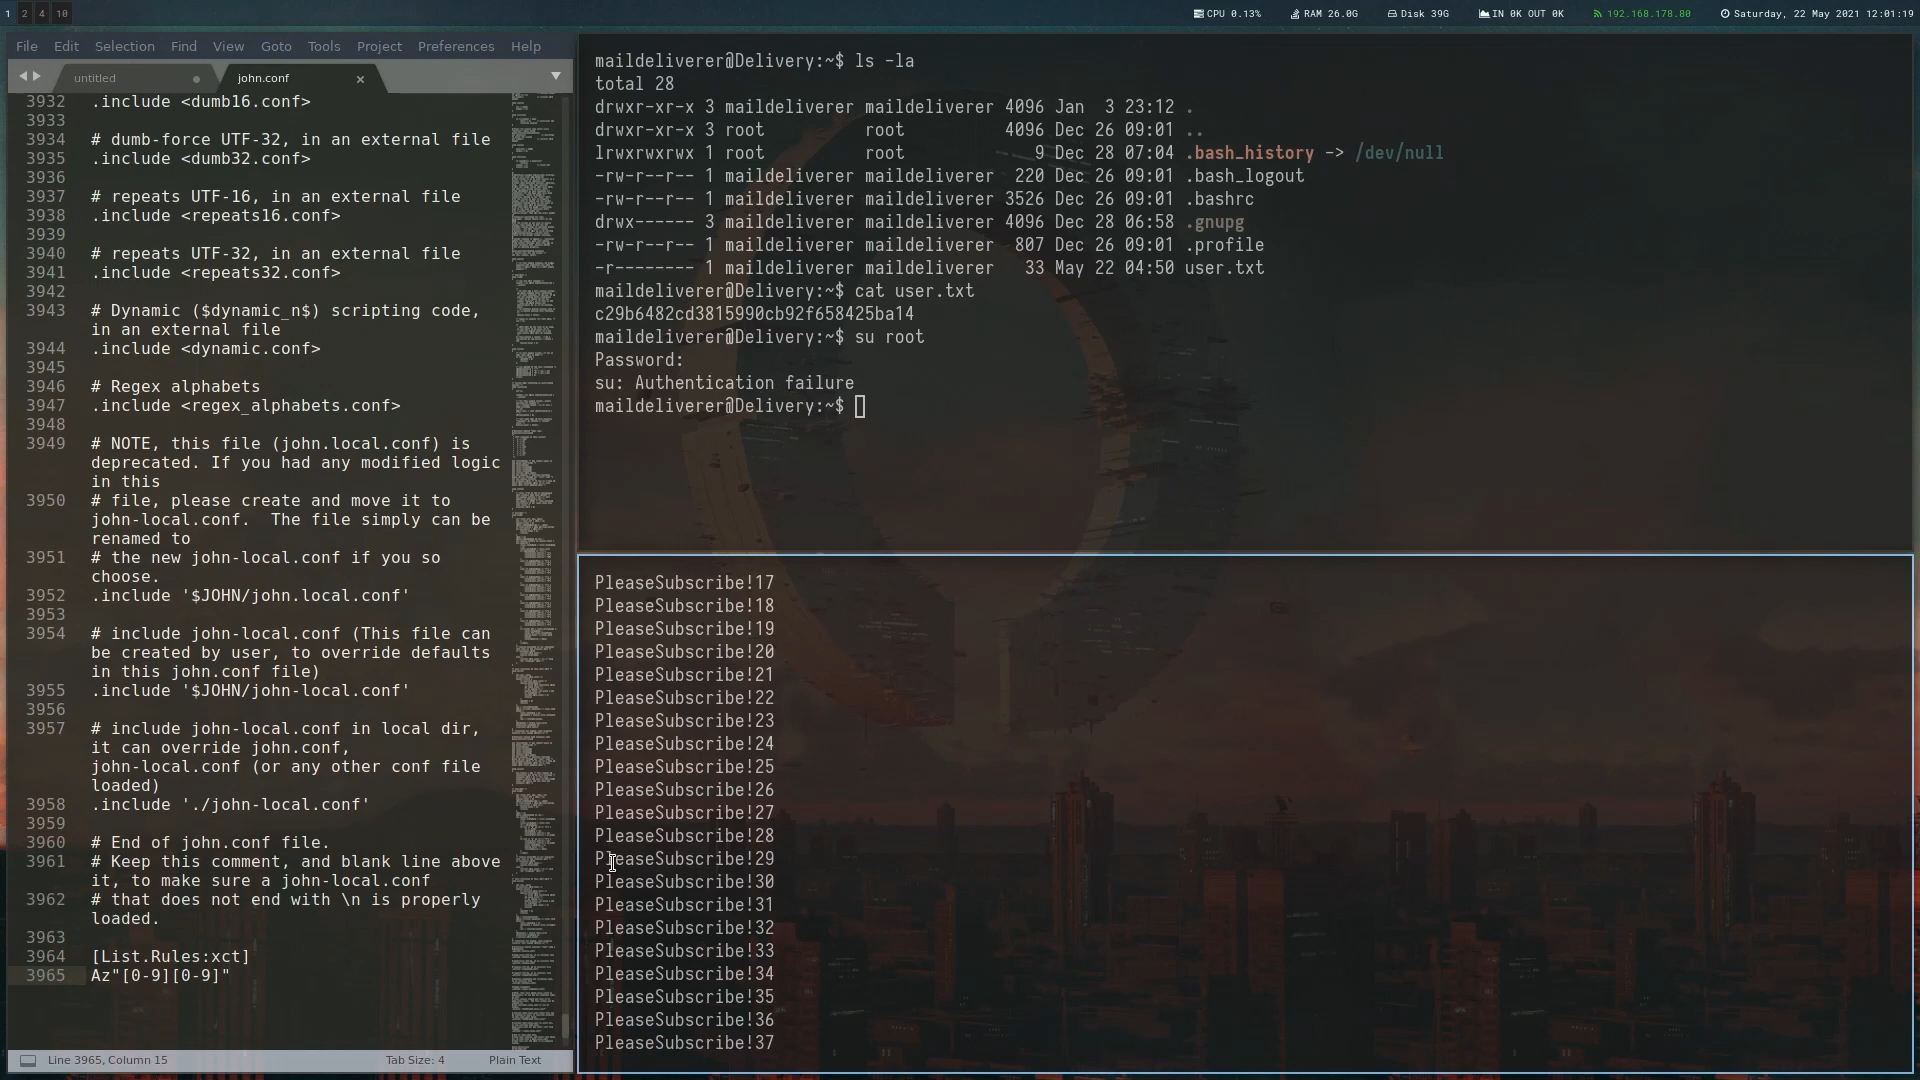 1 2 4 10
CPU 0.13% RAM 26.0G Disk 39G IN 0K OUT 0K 192.168.178.80 Saturday, 22 May 2021 12:01:19
File Edit Selection Find View Goto Tools Project Preferences Help
untitled john.conf
3932 .include <dumb16.conf>
3933
3934 # dumb-force UTF-32, in an external file
3935 .include <dumb32.conf>
3936
3937 # repeats UTF-16, in an external file
3938 .include <repeats16.conf>
3939
3940 # repeats UTF-32, in an external file
3941 .include <repeats32.conf>
3942
3943 # Dynamic ($dynamic_n$) scripting code,
in an external file
3944 .include <dynamic.conf>
3945
3946 # Regex alphabets
3947 .include <regex_alphabets.conf>
3948
3949 # NOTE, this file (john.local.conf) is
deprecated. If you had any modified logic
in this
3950 # file, please create and move it to
john-local.conf.  The file simply can be
renamed to
3951 # the new john-local.conf if you so
choose.
3952 .include '$JOHN/john.local.conf'
3953
3954 # include john-local.conf (This file can
be created by user, to override defaults
in this john.conf file)
3955 .include '$JOHN/john-local.conf'
3956
3957 # include john-local.conf in local dir,
it can override john.conf,
john-local.conf (or any other conf file
loaded)
3958 .include './john-local.conf'
3959
3960 # End of john.conf file.
3961 # Keep this comment, and blank line above
it, to make sure a john-local.conf
3962 # that does not end with \n is properly
loaded.
3963
3964 [List.Rules:xct]
3965 Az"[0-9][0-9]"
Line 3965, Column 15 Tab Size: 4 Plain Text
maildeliverer@Delivery:~$ ls -la
total 28
drwxr-xr-x 3 maildeliverer maildeliverer 4096 Jan  3 23:12 .
drwxr-xr-x 3 root          root          4096 Dec 26 09:01 ..
lrwxrwxrwx 1 root          root             9 Dec 28 07:04 .bash_history -> /dev/null
-rw-r--r-- 1 maildeliverer maildeliverer  220 Dec 26 09:01 .bash_logout
-rw-r--r-- 1 maildeliverer maildeliverer 3526 Dec 26 09:01 .bashrc
drwx------ 3 maildeliverer maildeliverer 4096 Dec 28 06:58 .gnupg
-rw-r--r-- 1 maildeliverer maildeliverer  807 Dec 26 09:01 .profile
-r-------- 1 maildeliverer maildeliverer   33 May 22 04:50 user.txt
maildeliverer@Delivery:~$ cat user.txt
c29b6482cd3815990cb92f658425ba14
maildeliverer@Delivery:~$ su root
Password:
su: Authentication failure
maildeliverer@Delivery:~$
PleaseSubscribe!17
PleaseSubscribe!18
PleaseSubscribe!19
PleaseSubscribe!20
PleaseSubscribe!21
PleaseSubscribe!22
PleaseSubscribe!23
PleaseSubscribe!24
PleaseSubscribe!25
PleaseSubscribe!26
PleaseSubscribe!27
PleaseSubscribe!28
PleaseSubscribe!29
PleaseSubscribe!30
PleaseSubscribe!31
PleaseSubscribe!32
PleaseSubscribe!33
PleaseSubscribe!34
PleaseSubscribe!35
PleaseSubscribe!36
PleaseSubscribe!37